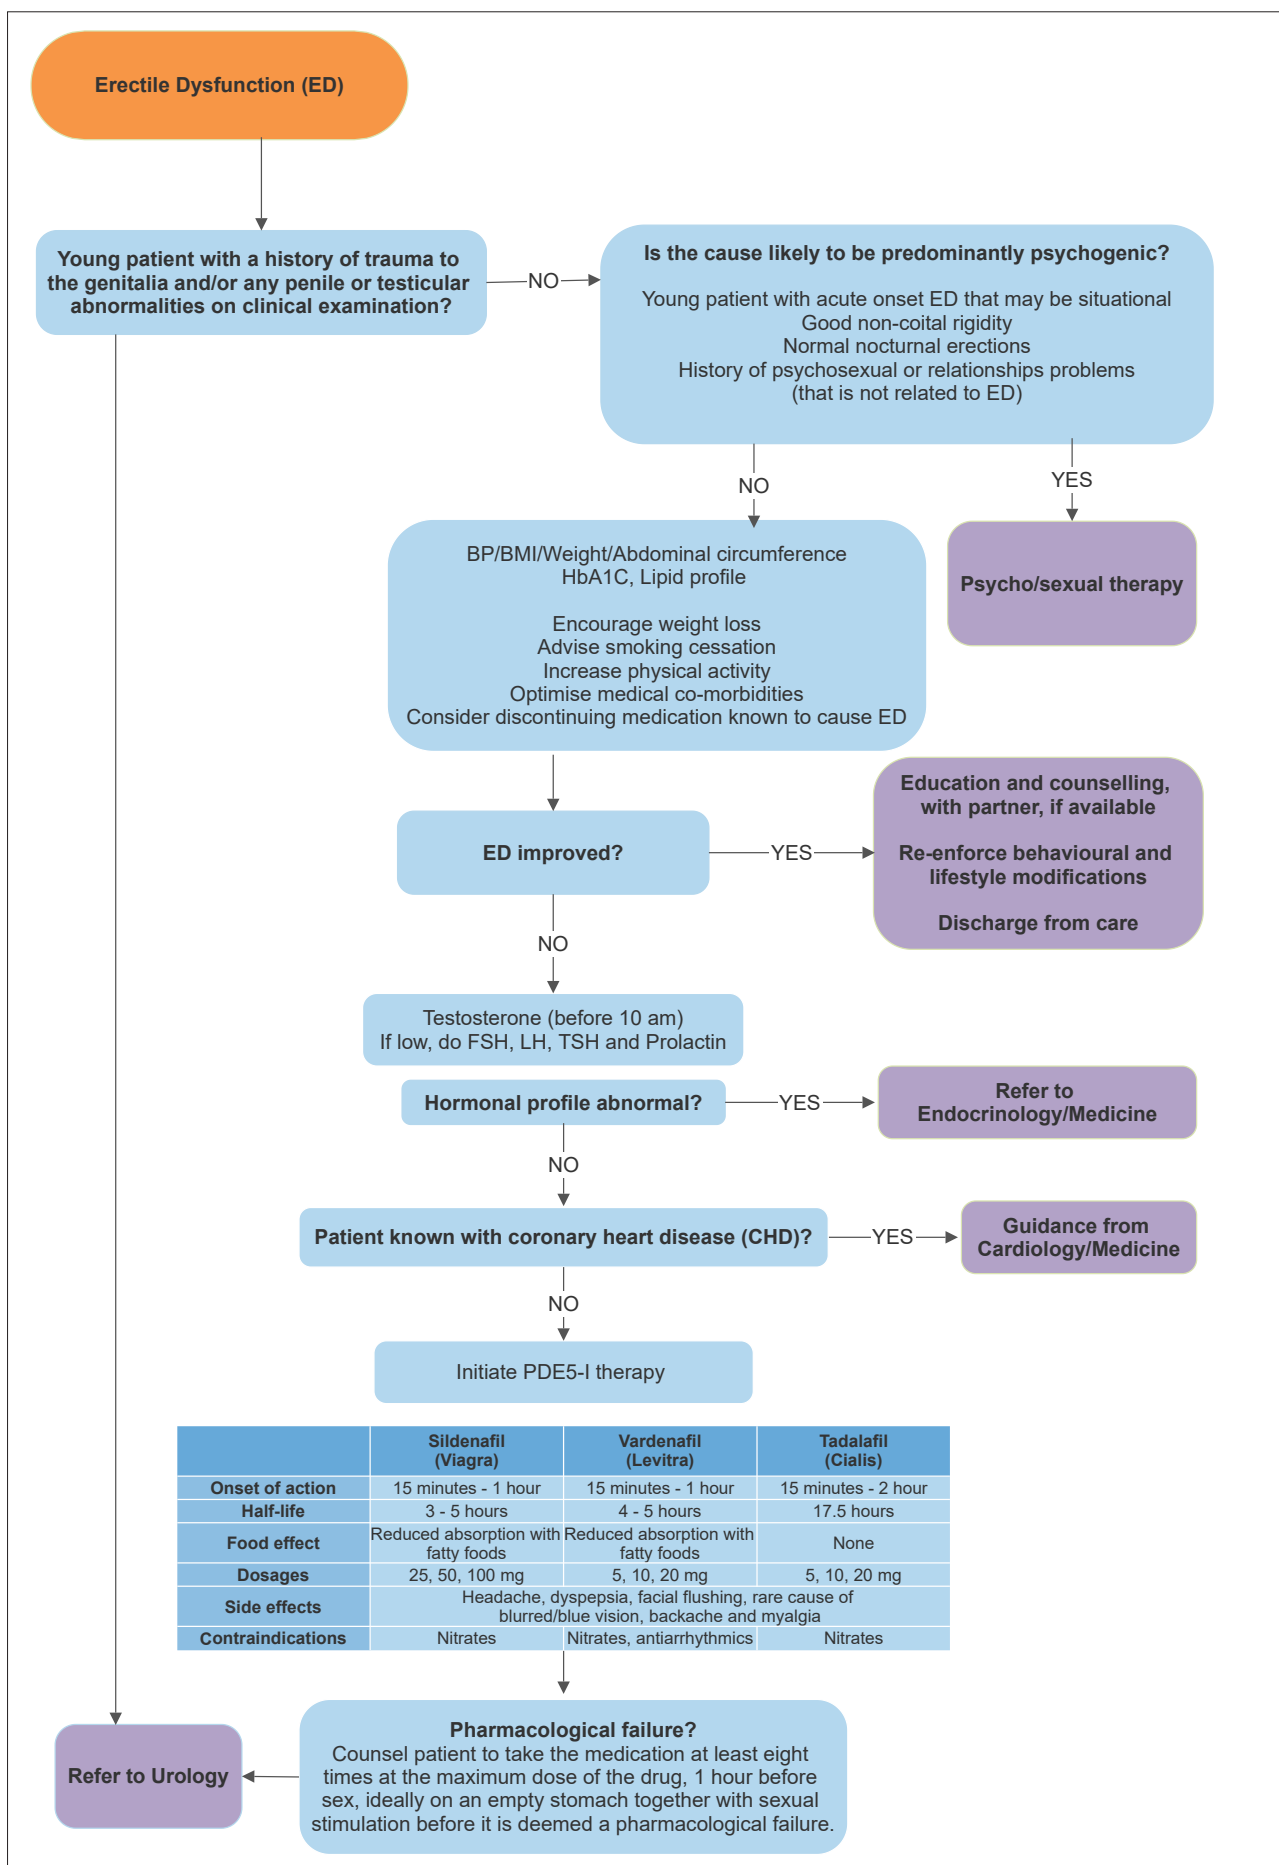 Erectile Dysfunction (ED)
Young patient with a history of trauma to
the genitalia and/or any penile or testicular
abnormalities on clinical examination?
NO
Is the cause likely to be predominantly psychogenic?
Young patient with acute onset ED that may be situational
Good non-coital rigidity
Normal nocturnal erections
History of psychosexual or relationships problems
(that is not related to ED)
NO
YES
Psycho/sexual therapy
BP/BMI/Weight/Abdominal circumference
HbA1C, Lipid profile
Encourage weight loss
Advise smoking cessation
Increase physical activity
Optimise medical co-morbidities
Consider discontinuing medication known to cause ED
ED improved?
YES
Education and counselling,
with partner, if available
Re-enforce behavioural and
lifestyle modifications
Discharge from care
NO
Testosterone (before 10 am)
If low, do FSH, LH, TSH and Prolactin
Hormonal profile abnormal?
YES
Refer to
Endocrinology/Medicine
NO
Patient known with coronary heart disease (CHD)?
YES
Guidance from
Cardiology/Medicine
NO
Initiate PDE5-I therapy
Sildenafil
(Viagra)
Vardenafil
(Levitra)
Tadalafil
(Cialis)
Onset of action
15 minutes - 1 hour
15 minutes - 1 hour
15 minutes - 2 hour
Half-life
3 - 5 hours
4 - 5 hours
17.5 hours
Food effect
Reduced absorption with
fatty foods
Reduced absorption with
fatty foods
None
Dosages
25, 50, 100 mg
5, 10, 20 mg
5, 10, 20 mg
Side effects
Headache, dyspepsia, facial flushing, rare cause of
blurred/blue vision, backache and myalgia
Contraindications
Nitrates
Nitrates, antiarrhythmics
Nitrates
Pharmacological failure?
Counsel patient to take the medication at least eight
times at the maximum dose of the drug, 1 hour before
sex, ideally on an empty stomach together with sexual
stimulation before it is deemed a pharmacological failure.
Refer to Urology